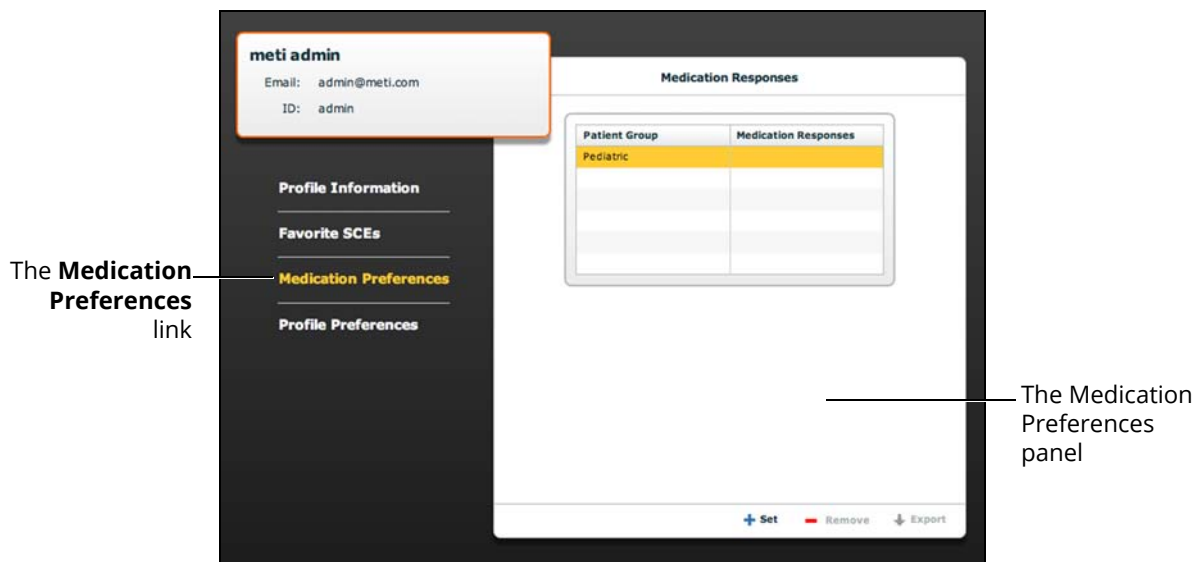 meti admin
Email: admin@meti.com
ID: admin
Medication Responses
Patient Group Medication Responses
Pediatric
Profile Information
Favorite SCEs
Medication Preferences
Profile Preferences
Set Remove Export
The Medication
Preferences
link
The Medication
Preferences
panel